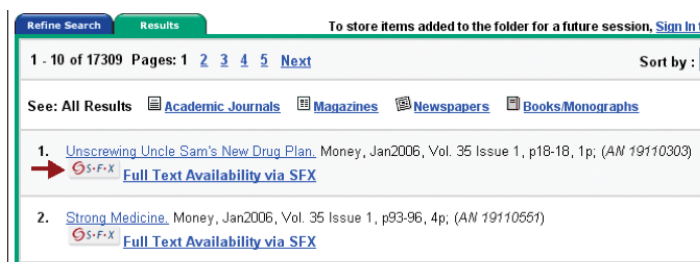 Refine Search Results To store items added to the folder for a future session, Sign In
1 - 10 of 17309 Pages: 1 2 3 4 5 Next Sort by :
See: All Results Academic Journals Magazines Newspapers Books/Monographs
1. Unscrewing Uncle Sam's New Drug Plan. Money, Jan2006, Vol. 35 Issue 1, p18-18, 1p; (AN 19110303)
S·F·X Full Text Availability via SFX
2. Strong Medicine. Money, Jan2006, Vol. 35 Issue 1, p93-96, 4p; (AN 19110551)
S·F·X Full Text Availability via SFX